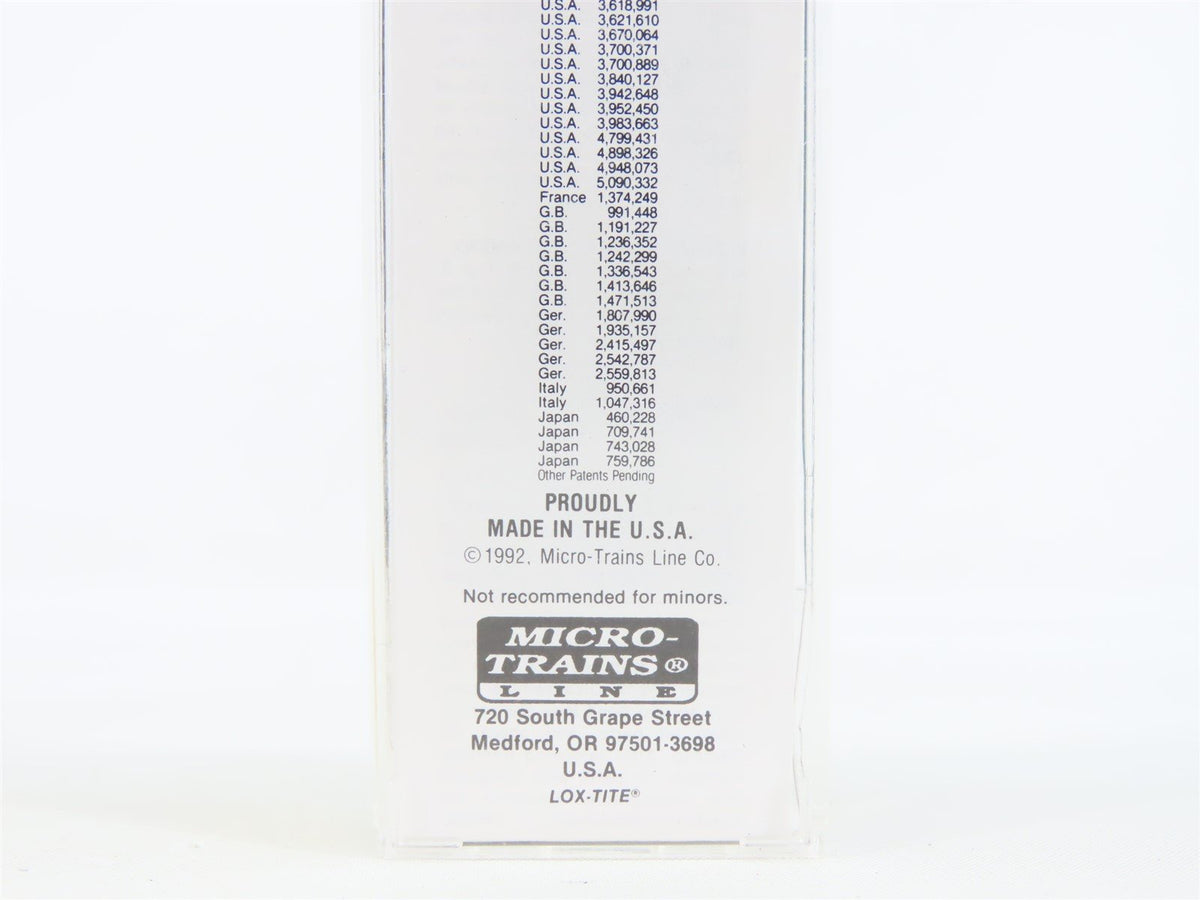 U.S.A. 3,618,991
U.S.A. 3,621,610
U.S.A. 3,670,064
U.S.A. 3,700,371
U.S.A. 3,700,889
U.S.A. 3,840,127
U.S.A. 3,942,648
U.S.A. 3,952,450
U.S.A. 3,983,663
U.S.A. 4,799,431
U.S.A. 4,898,326
U.S.A. 4,948,073
U.S.A. 5,090,332
France 1,374,249
G.B. 991,448
G.B. 1,191,227
G.B. 1,236,352
G.B. 1,242,299
G.B. 1,336,543
G.B. 1,413,646
G.B. 1,471,513
Ger. 1,807,990
Ger. 1,935,157
Ger. 2,415,497
Ger. 2,542,787
Ger. 2,559,813
Italy 950,661
Italy 1,047,316
Japan 460,228
Japan 709,741
Japan 743,028
Japan 759,786
Other Patents Pending
PROUDLY
MADE IN THE U.S.A.
©1992, Micro-Trains Line Co.
Not recommended for minors.
MICRO-
TRAINS®
LINE
720 South Grape Street
Medford, OR 97501-3698
U.S.A.
LOX-TITE®